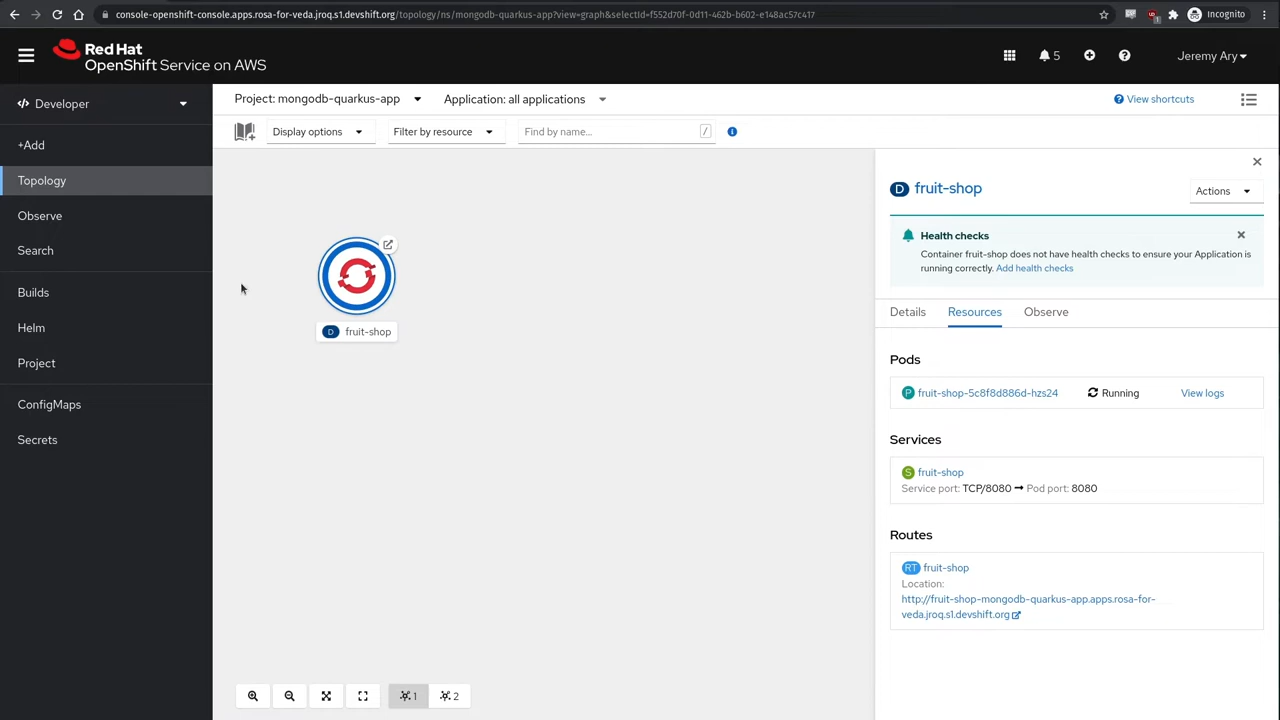 console-openshift-console.apps.rosa-for-veda.jroq.s1.devshift.org/topology/ns/mongodb-quarkus-app?view=graph&selectId=f552d70f-0d11-462b-b602-e148ac57c417
Incognito
Red Hat
OpenShift Service on AWS
5
Jeremy Ary
Developer
Project: mongodb-quarkus-app
Application: all applications
View shortcuts
+Add
Display options
Filter by resource
Find by name...
/
Topology
Observe
Search
Builds
Helm
Project
ConfigMaps
Secrets
D fruit-shop
1
2
D fruit-shop
Actions
Health checks
Container fruit-shop does not have health checks to ensure your Application is
running correctly. Add health checks
Details
Resources
Observe
Pods
P fruit-shop-5c8f8d886d-hzs24
Running
View logs
Services
S fruit-shop
Service port: TCP/8080 → Pod port: 8080
Routes
RT fruit-shop
Location:
http://fruit-shop-mongodb-quarkus-app.apps.rosa-for-
veda.jroq.s1.devshift.org